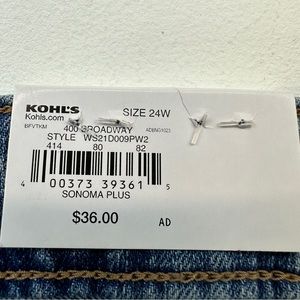 KOHL'S SIZE 24W
Kohls.com
BFVTKM 400 BROADWAY ADBNG1023
STYLE WS21D009PW2
414 80 82
4 00373 39361 5
SONOMA PLUS
$36.00 AD